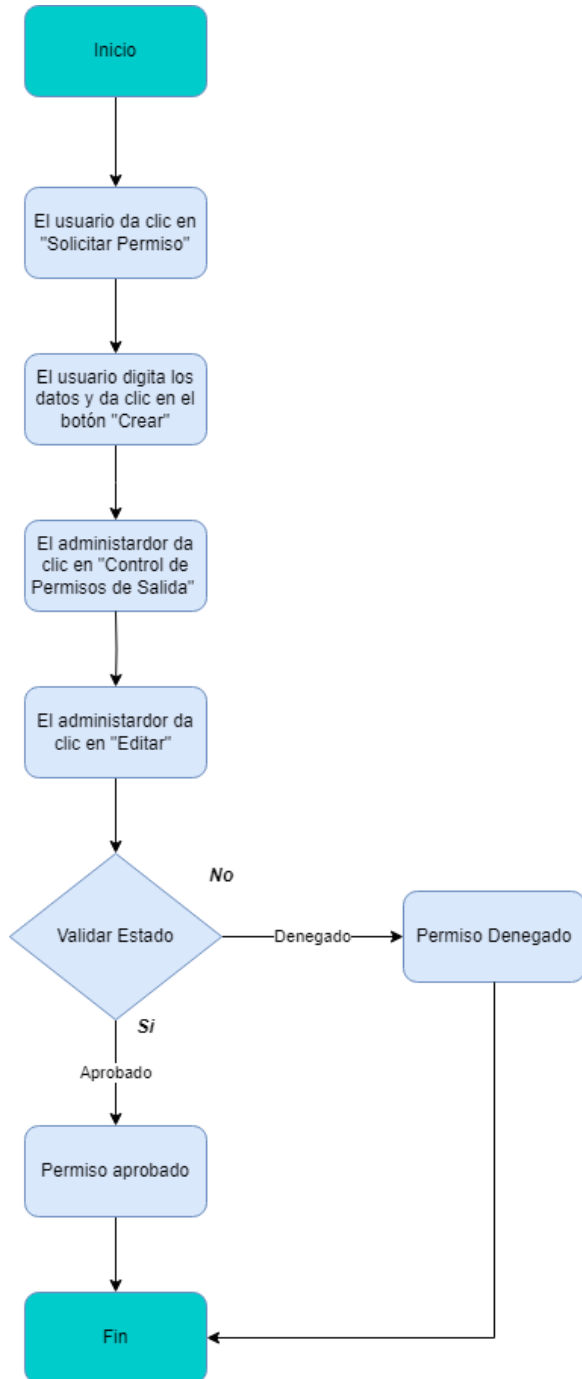 Inicio
El usuario da clic en
"Solicitar Permiso"
El usuario digita los
datos y da clic en el
botón "Crear"
El administardor da
clic en "Control de
Permisos de Salida"
El administardor da
clic en "Editar"
No
Validar Estado
Denegado
Permiso Denegado
Si
Aprobado
Permiso aprobado
Fin